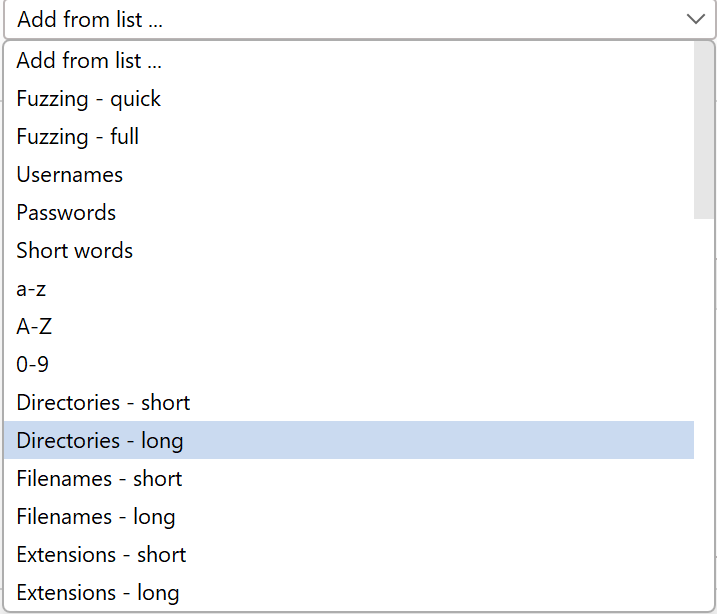 Add from list ...
Add from list ...
Fuzzing - quick
Fuzzing - full
Usernames
Passwords
Short words
a-z
A-Z
0-9
Directories - short
Directories - long
Filenames - short
Filenames - long
Extensions - short
Extensions - long